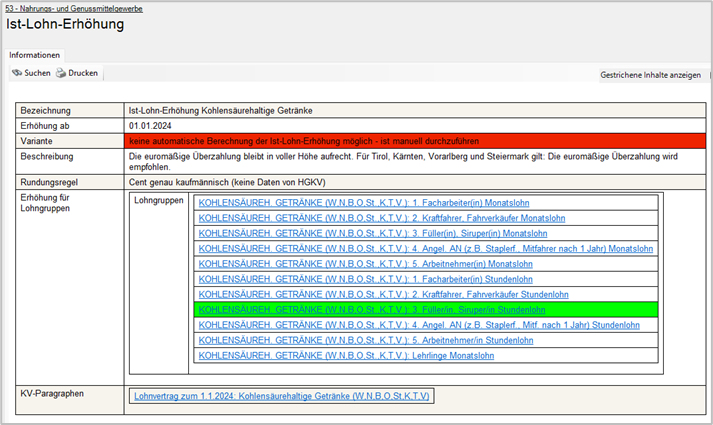 53 - Nahrungs- und Genussmittelgewerbe
Ist-Lohn-Erhöhung
Informationen
Suchen Drucken
Gestrichene Inhalte anzeigen
Bezeichnung Ist-Lohn-Erhöhung Kohlensäurehaltige Getränke
Erhöhung ab 01.01.2024
Variante keine automatische Berechnung der Ist-Lohn-Erhöhung möglich - ist manuell durchzuführen
Beschreibung Die euromäßige Überzahlung bleibt in voller Höhe aufrecht. Für Tirol, Kärnten, Vorarlberg und Steiermark gilt: Die euromäßige Überzahlung wird
empfohlen.
Rundungsregel Cent genau kaufmännisch (keine Daten von HGKV)
Erhöhung für
Lohngruppen
Lohngruppen
KOHLENSÄUREH. GETRÄNKE (W,N,B,O,St.,K,T,V.): 1. Facharbeiter(in) Monatslohn
KOHLENSÄUREH. GETRÄNKE (W,N,B,O,St.,K,T,V.): 2. Kraftfahrer, Fahrverkäufer Monatslohn
KOHLENSÄUREH. GETRÄNKE (W,N,B,O,St.,K,T,V.): 3. Füller(in), Siruper(in) Monatslohn
KOHLENSÄUREH. GETRÄNKE (W,N,B,O,St.,K,T,V.): 4. Angel. AN (z.B. Staplerf., Mitfahrer nach 1 Jahr) Monatslohn
KOHLENSÄUREH. GETRÄNKE (W,N,B,O,St.,K,T,V.): 5. Arbeitnehmer(in) Monatslohn
KOHLENSÄUREH. GETRÄNKE (W,N,B,O,St.,K,T,V.): 1. Facharbeiter(in) Stundenlohn
KOHLENSÄUREH. GETRÄNKE (W,N,B,O,St.,K,T,V.): 2. Kraftfahrer, Fahrverkäufer Stundenlohn
KOHLENSÄUREH. GETRÄNKE (W,N,B,O,St.,K,T,V.): 3. Füller/in, Siruper/in Stundenlohn
KOHLENSÄUREH. GETRÄNKE (W,N,B,O,St.,K,T,V.): 4. Angel. AN (z.B. Staplerf., Mitf. nach 1 Jahr) Stundenlohn
KOHLENSÄUREH. GETRÄNKE (W,N,B,O,St.,K,T,V.): 5. Arbeitnehmer/in Stundenlohn
KOHLENSÄUREH. GETRÄNKE (W,N,B,O,St.,K,T,V.): Lehrlinge Monatslohn
KV-Paragraphen Lohnvertrag zum 1.1.2024: Kohlensäurehaltige Getränke (W,N,B,O,St,K,T,V)